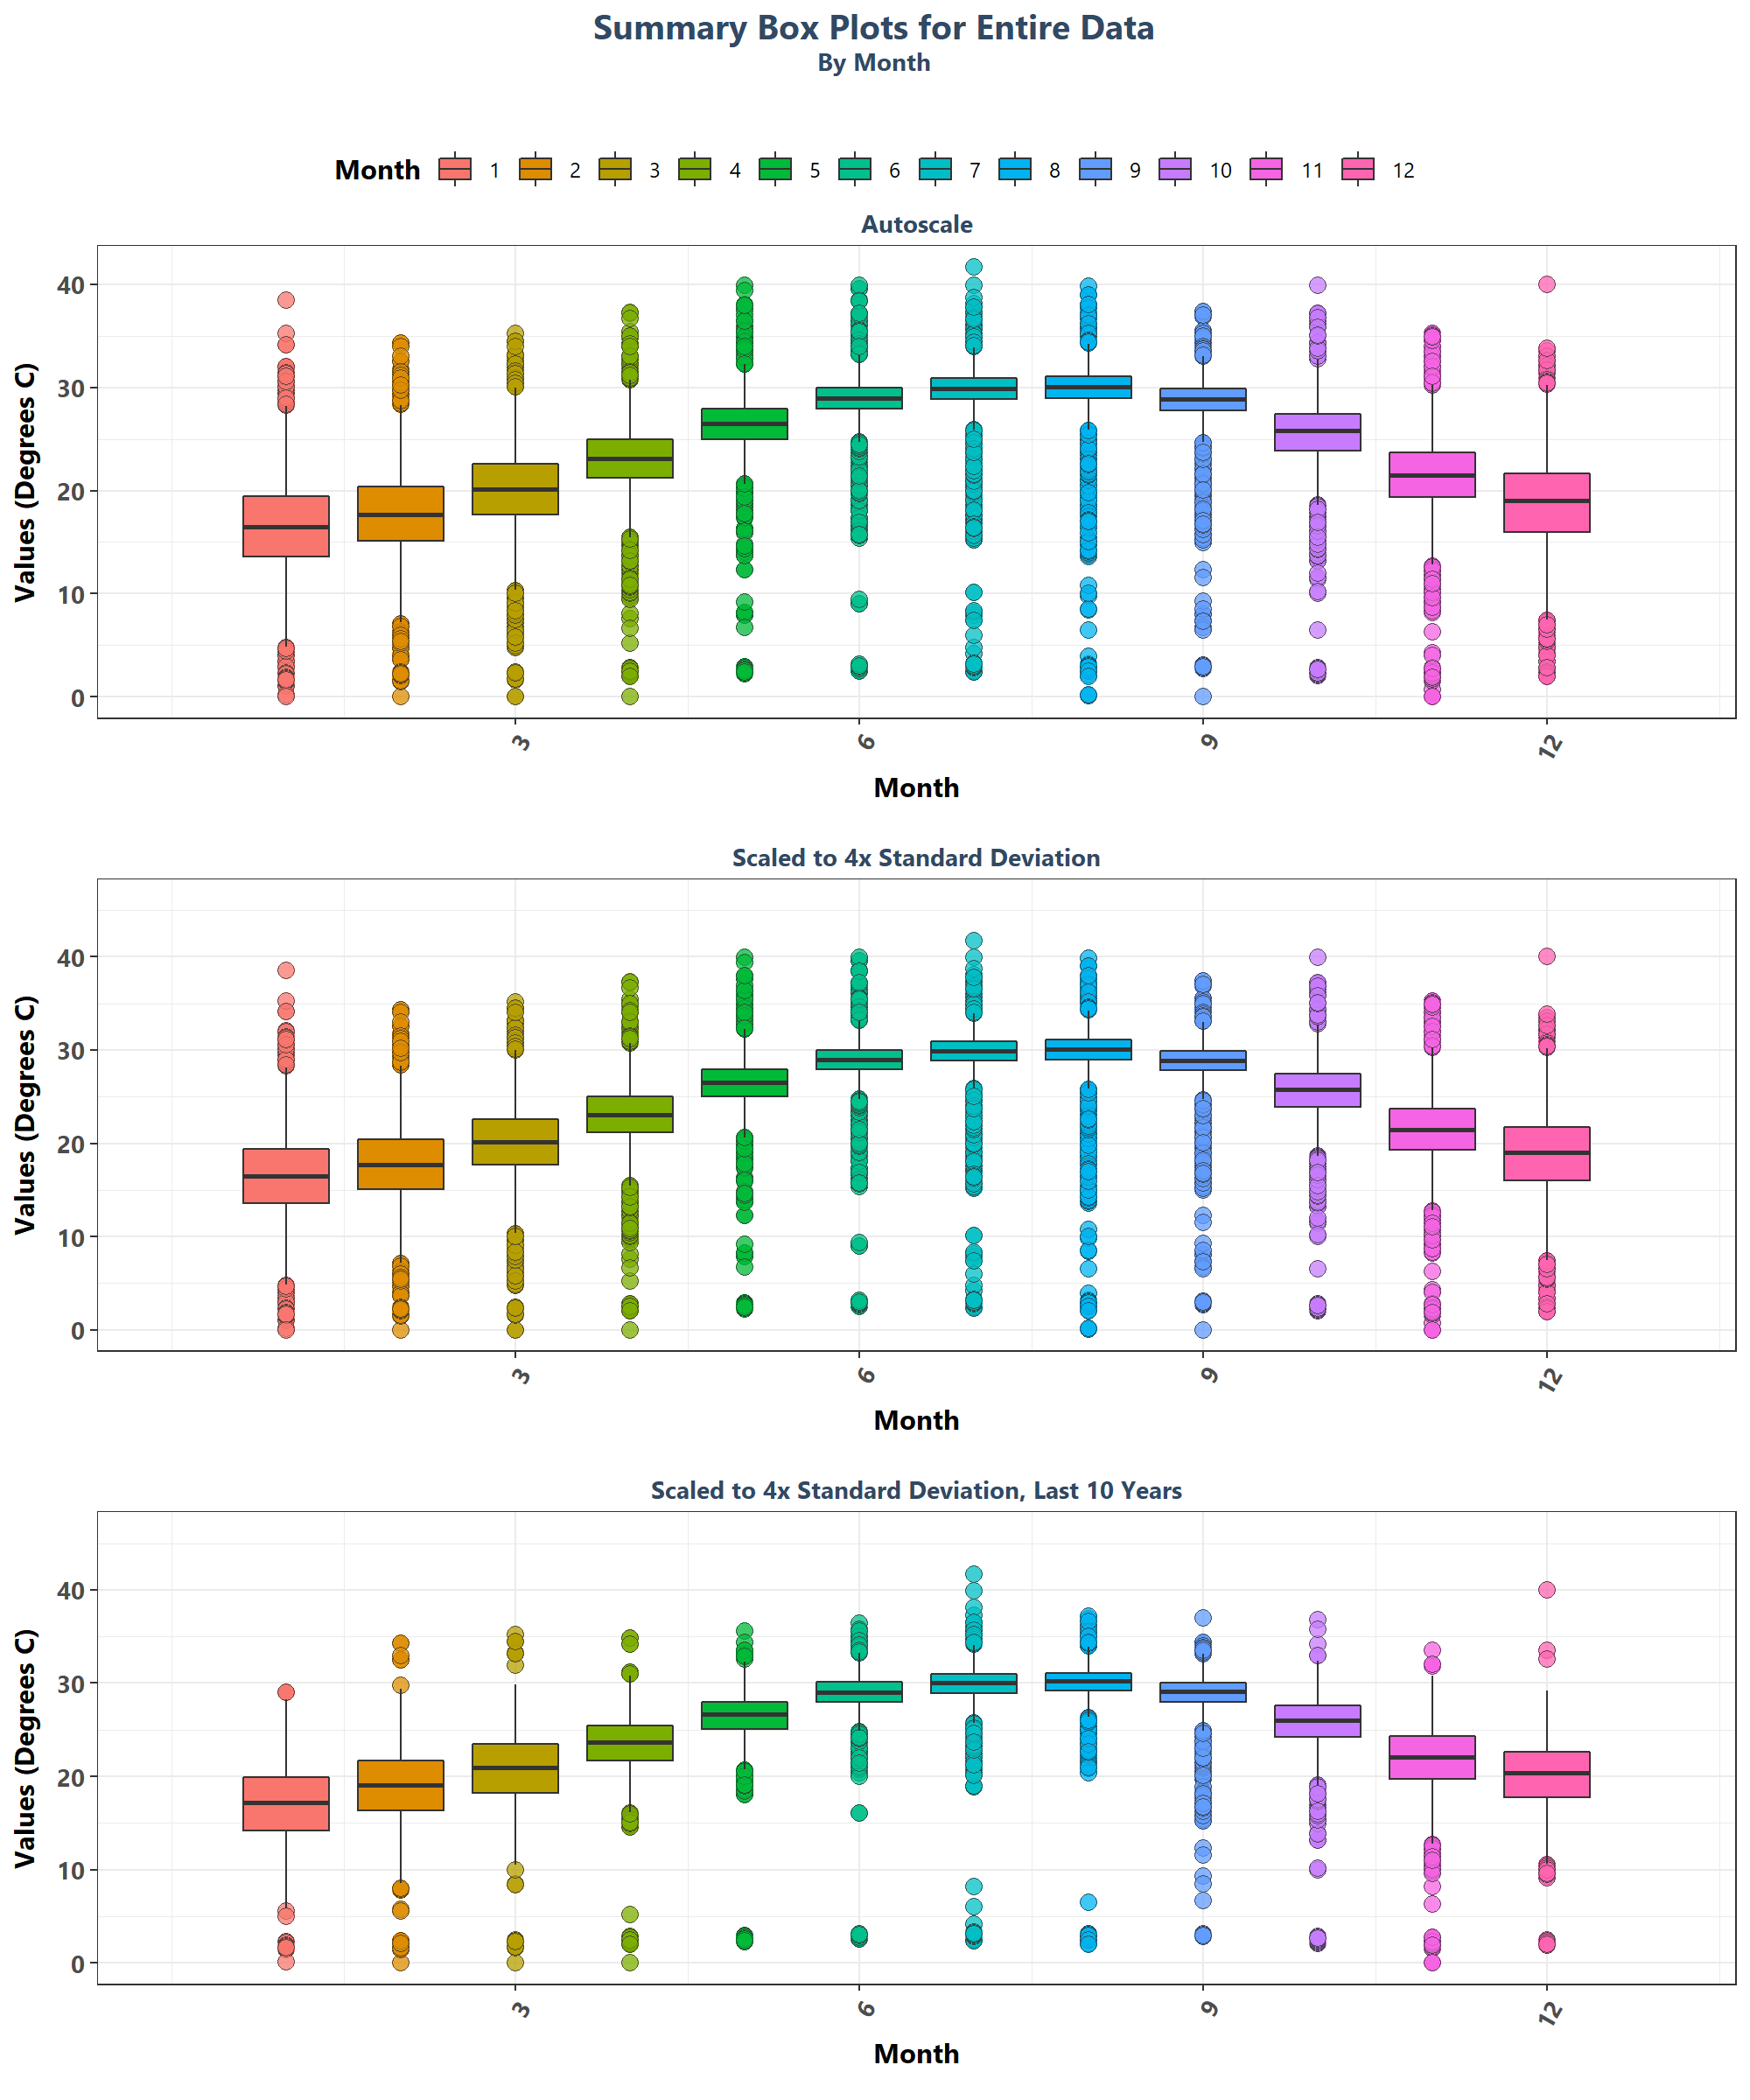 Summary Box Plots for Entire Data
By Month
Month 1 2 3 4 5 6 7 8 9 10 11 12
Autoscale
Values (Degrees C)
40
30
20
10
0
3 6 9 12
Month
Scaled to 4x Standard Deviation
Values (Degrees C)
40
30
20
10
0
3 6 9 12
Month
Scaled to 4x Standard Deviation, Last 10 Years
Values (Degrees C)
40
30
20
10
0
3 6 9 12
Month